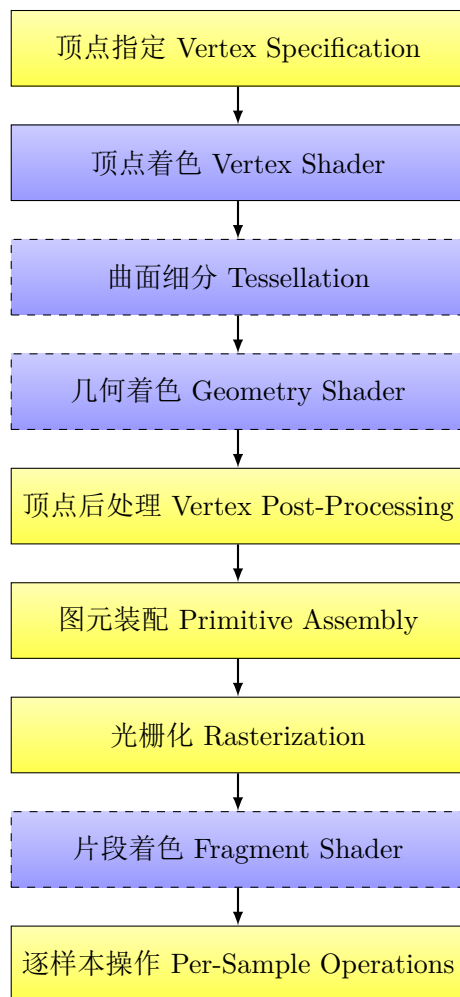 顶点指定 Vertex Specification
顶点着色 Vertex Shader
曲面细分 Tessellation
几何着色 Geometry Shader
顶点后处理 Vertex Post-Processing
图元装配 Primitive Assembly
光栅化 Rasterization
片段着色 Fragment Shader
逐样本操作 Per-Sample Operations